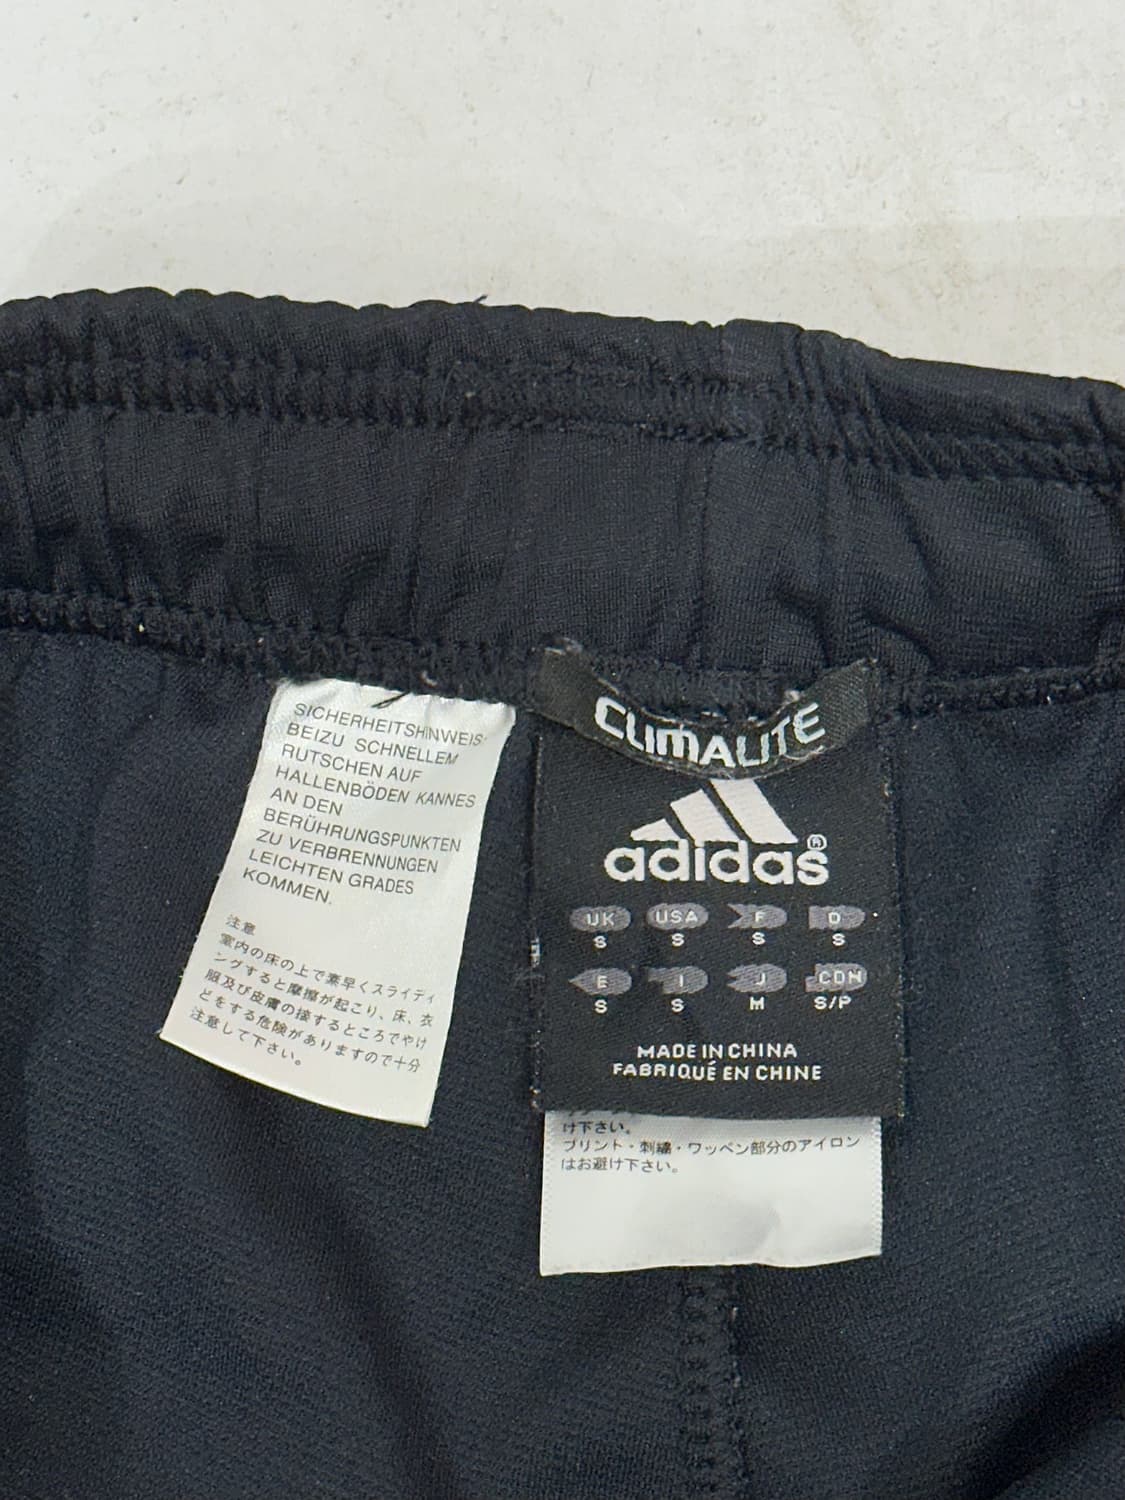 SICHERHEITSHINWEIS
BEIZU SCHNELLEM
RUTSCHEN AUF
HALLENBÖDEN KANNES
AN DEN
BERÜHRUNGSPUNKTEN
ZU VERBRENNUNGEN
LEICHTEN GRADES
KOMMEN.
注意
室内の床の上で素早くスライディ
ングすると摩擦が起こり、床、衣
服及び皮膚の接するところでやけ
どをする危険がありますので十分
注意して下さい。
CLIMALITE
adidas®
UK USA F D
S S S S
E I J CDN
S S M S/P
MADE IN CHINA
FABRIQUÉ EN CHINE
け下さい。
プリント・刺繍・ワッペン部分のアイロン
はお避け下さい。